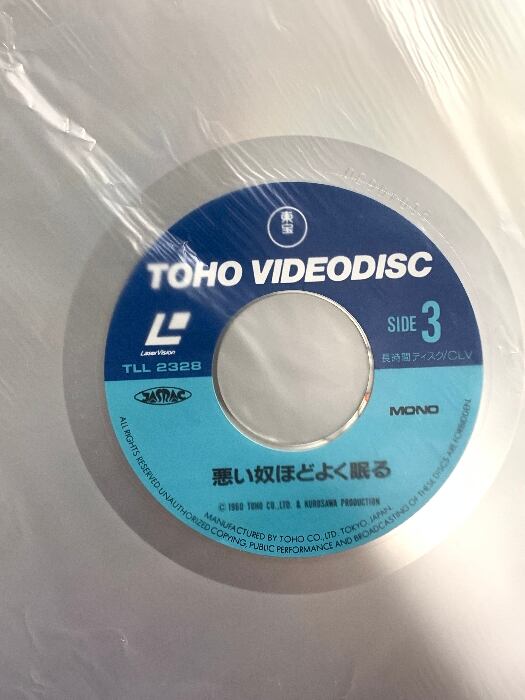 東宝
TOHO VIDEODISC
LaserVision
SIDE 3
TLL 2328
長時間ディスク/CLV
JASRAC
MONO
悪い奴ほどよく眠る
© 1960 TOHO CO.,LTD. & KUROSAWA PRODUCTION
MANUFACTURED BY TOHO CO., LTD. TOKYO, JAPAN.
ALL RIGHTS RESERVED. UNAUTHORIZED COPYING, PUBLIC PERFORMANCE AND BROADCASTING OF THESE DISCS ARE FORBIDDEN.